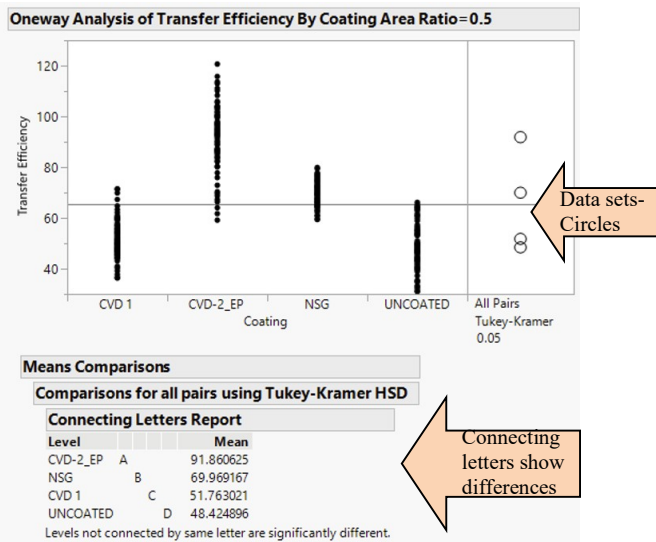 Oneway Analysis of Transfer Efficiency By Coating Area Ratio=0.5
Transfer Efficiency
120
100
80
60
40
CVD 1
CVD-2_EP
NSG
UNCOATED
Coating
All Pairs
Tukey-Kramer
0.05
Data sets-
Circles
Means Comparisons
Comparisons for all pairs using Tukey-Kramer HSD
Connecting Letters Report
Level Mean
CVD-2_EP A 91.860625
NSG B 69.969167
CVD 1 C 51.763021
UNCOATED D 48.424896
Levels not connected by same letter are significantly different.
Connecting
letters show
differences